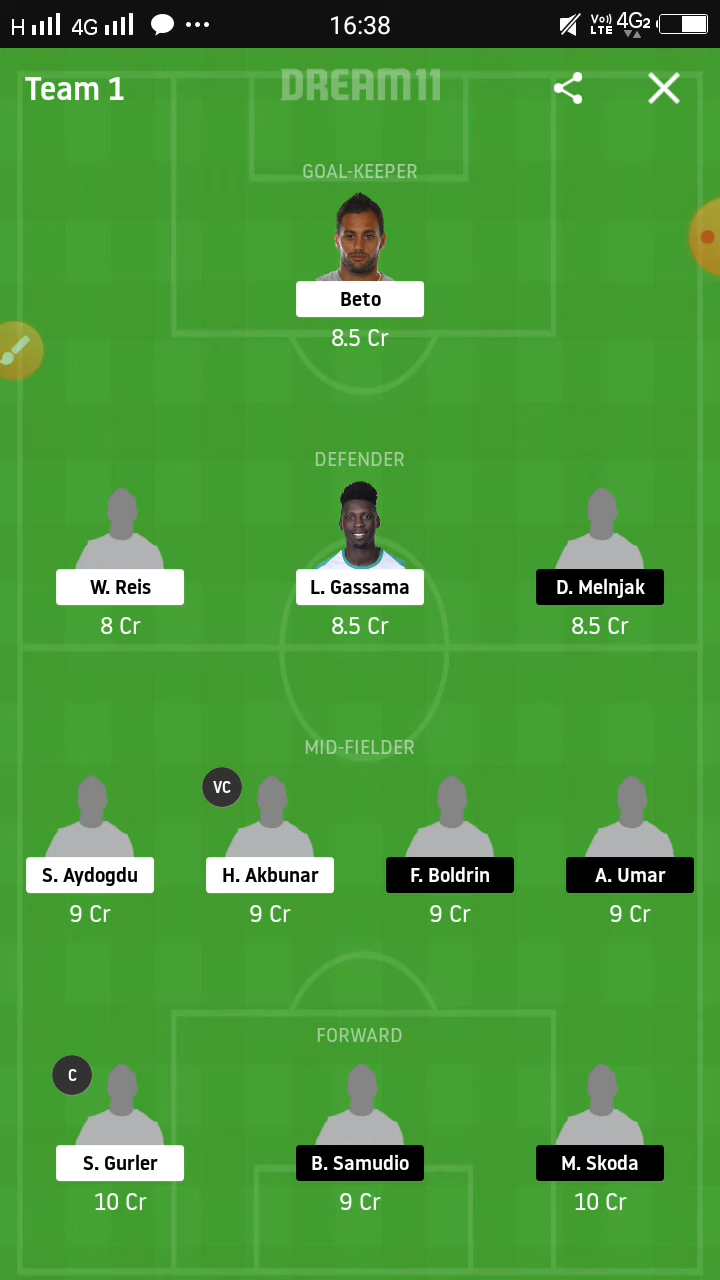 H 4G 16:38 Vo)) LTE 4G2
Team 1 DREAM11
GOAL-KEEPER
Beto
8.5 Cr
DEFENDER
W. Reis L. Gassama D. Melnjak
8 Cr 8.5 Cr 8.5 Cr
MID-FIELDER
VC
S. Aydogdu H. Akbunar F. Boldrin A. Umar
9 Cr 9 Cr 9 Cr 9 Cr
FORWARD
C
S. Gurler B. Samudio M. Skoda
10 Cr 9 Cr 10 Cr